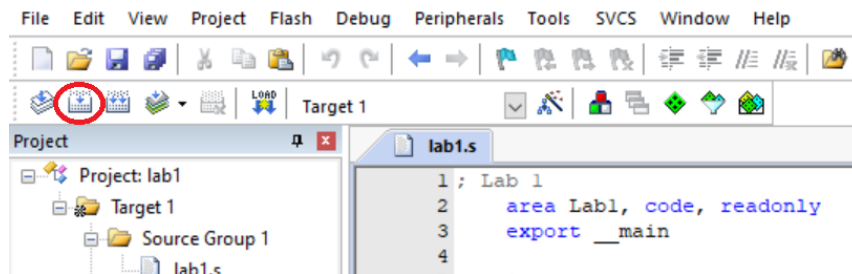 File Edit View Project Flash Debug Peripherals Tools SVCS Window Help
LOAD Target 1
Project
lab1.s
Project: lab1
Target 1
Source Group 1
lab1.s
1 ; Lab 1
2 area Lab1, code, readonly
3 export __main
4